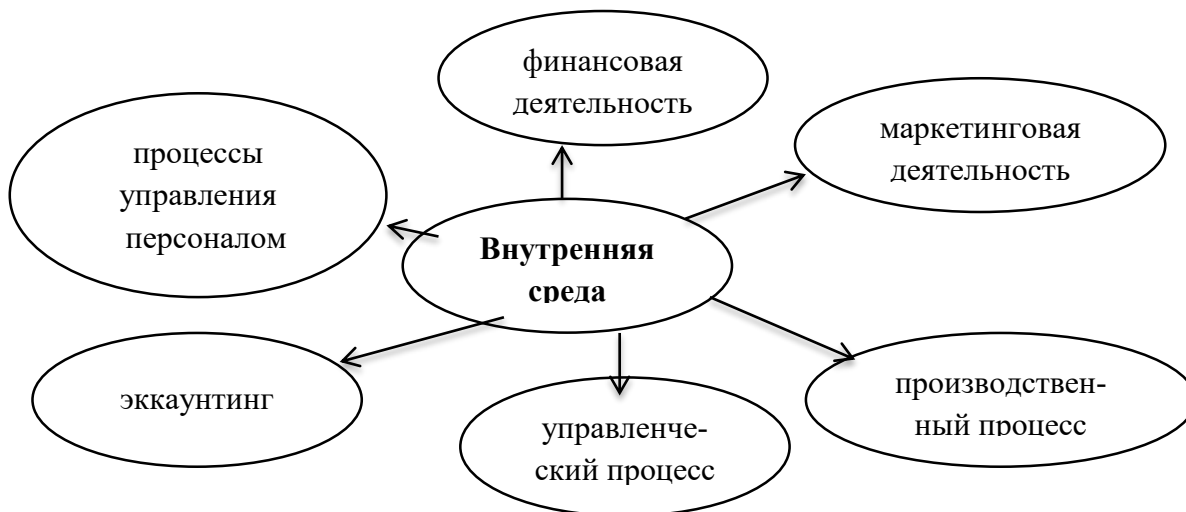 финансовая
деятельность
маркетинговая
деятельность
процессы
управления
персоналом
Внутренняя
среда
эккаунтинг
управленче-
ский процесс
производствен-
ный процесс